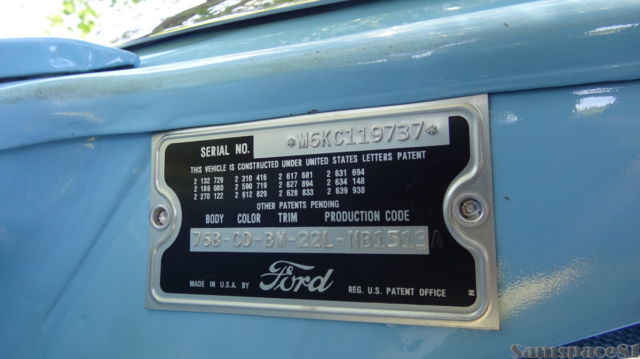 SERIAL NO. *M6KC119737*
THIS VEHICLE IS CONSTRUCTED UNDER UNITED STATES LETTERS PATENT
2 132 729 2 310 416 2 617 681 2 631 694
2 186 080 2 590 719 2 627 894 2 634 148
2 270 122 2 612 829 2 628 833 2 639 938
OTHER PATENTS PENDING
BODY COLOR TRIM PRODUCTION CODE
76B-CD-BM-22L-NB1513A
MADE IN U.S.A. BY Ford REG. U.S. PATENT OFFICE